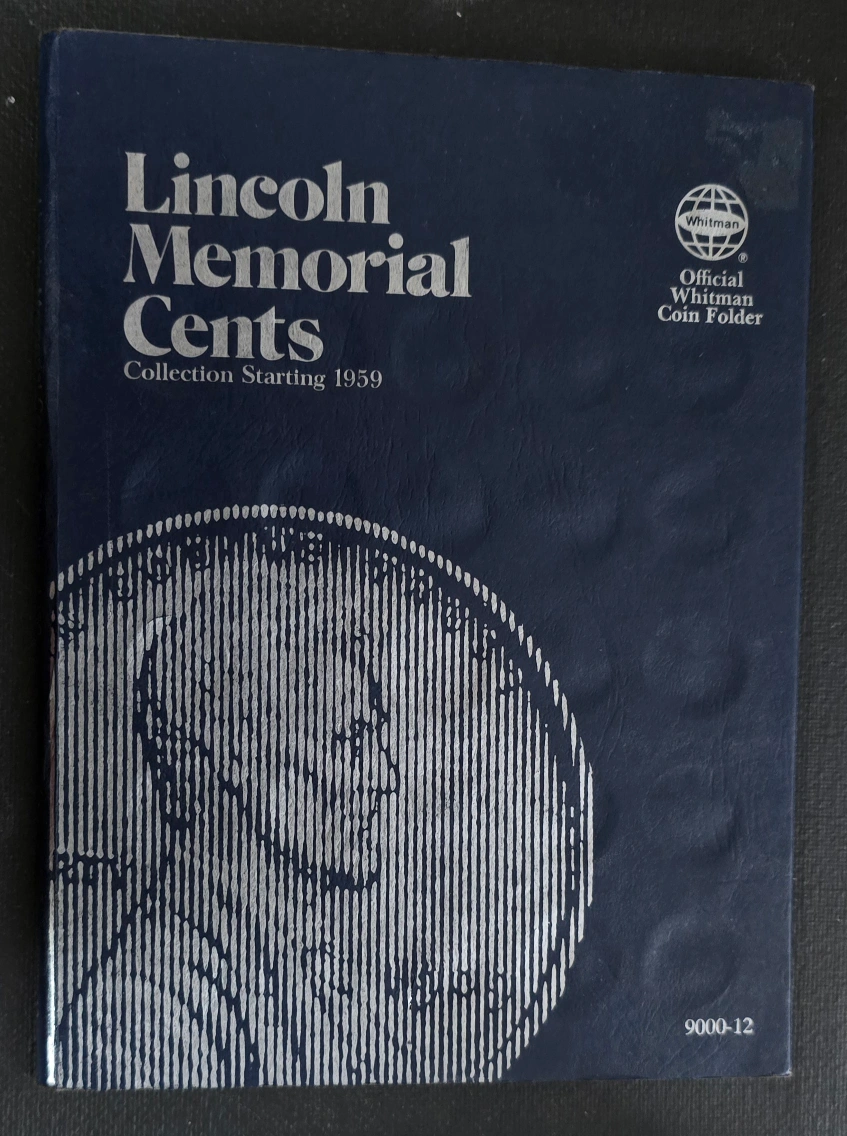 Lincoln
Memorial
Cents
Collection Starting 1959
Whitman
®
Official
Whitman
Coin Folder
9000-12